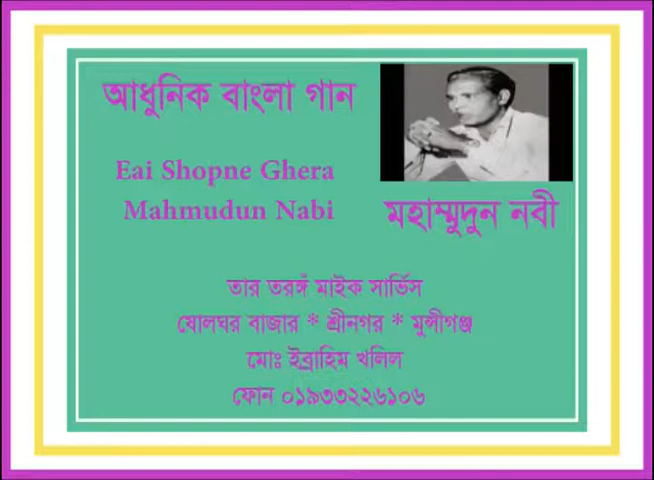 আধুনিক বাংলা গান
Eai Shopne Ghera
Mahmudun Nabi
মহাম্মুদুন নবী
তার তরঙ্গঁ মাইক সার্ভিস
ষোলঘর বাজার * শ্রীনগর * মুন্সীগঞ্জ
মোঃ ইব্রাহিম খলিল
ফোন ০১৯৩৩২২৬১০৬